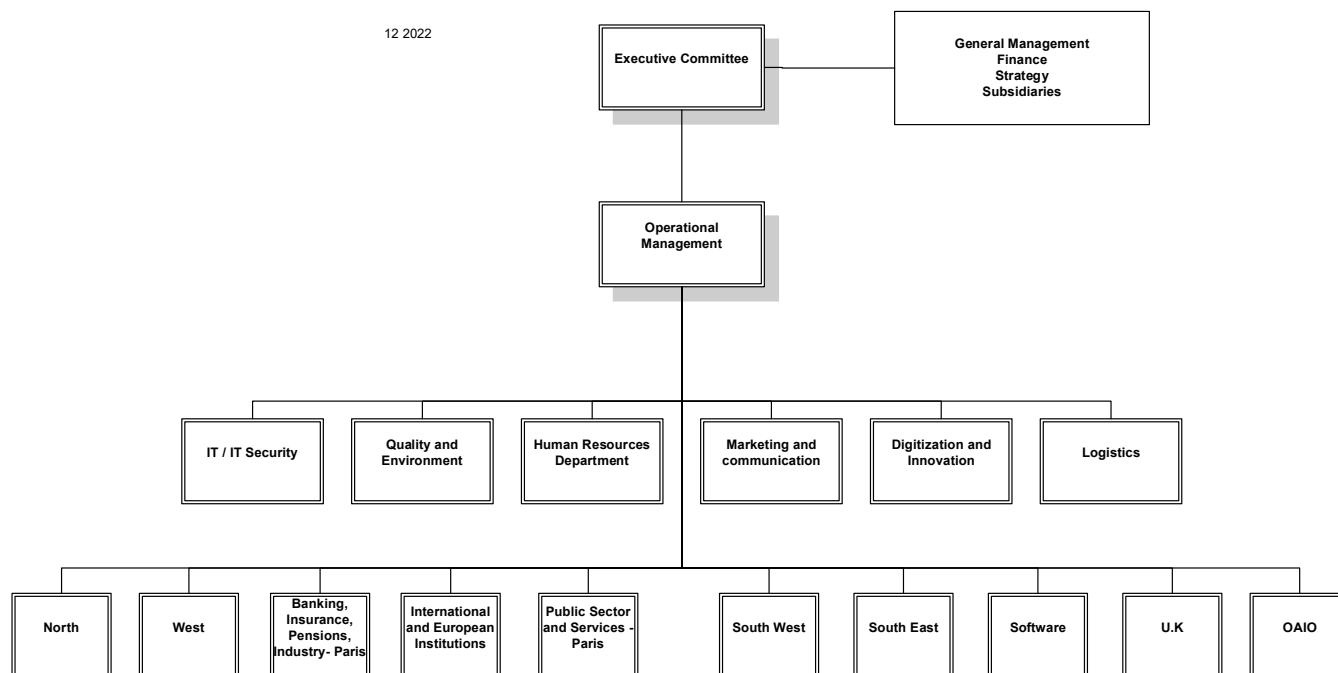 12 2022
Executive Committee
General Management
Finance
Strategy
Subsidiaries
Operational
Management
IT / IT Security
Quality and
Environment
Human Resources
Department
Marketing and
communication
Digitization and
Innovation
Logistics
North
West
Banking,
Insurance,
Pensions,
Industry- Paris
International
and European
Institutions
Public Sector
and Services -
Paris
South West
South East
Software
U.K
OAIO